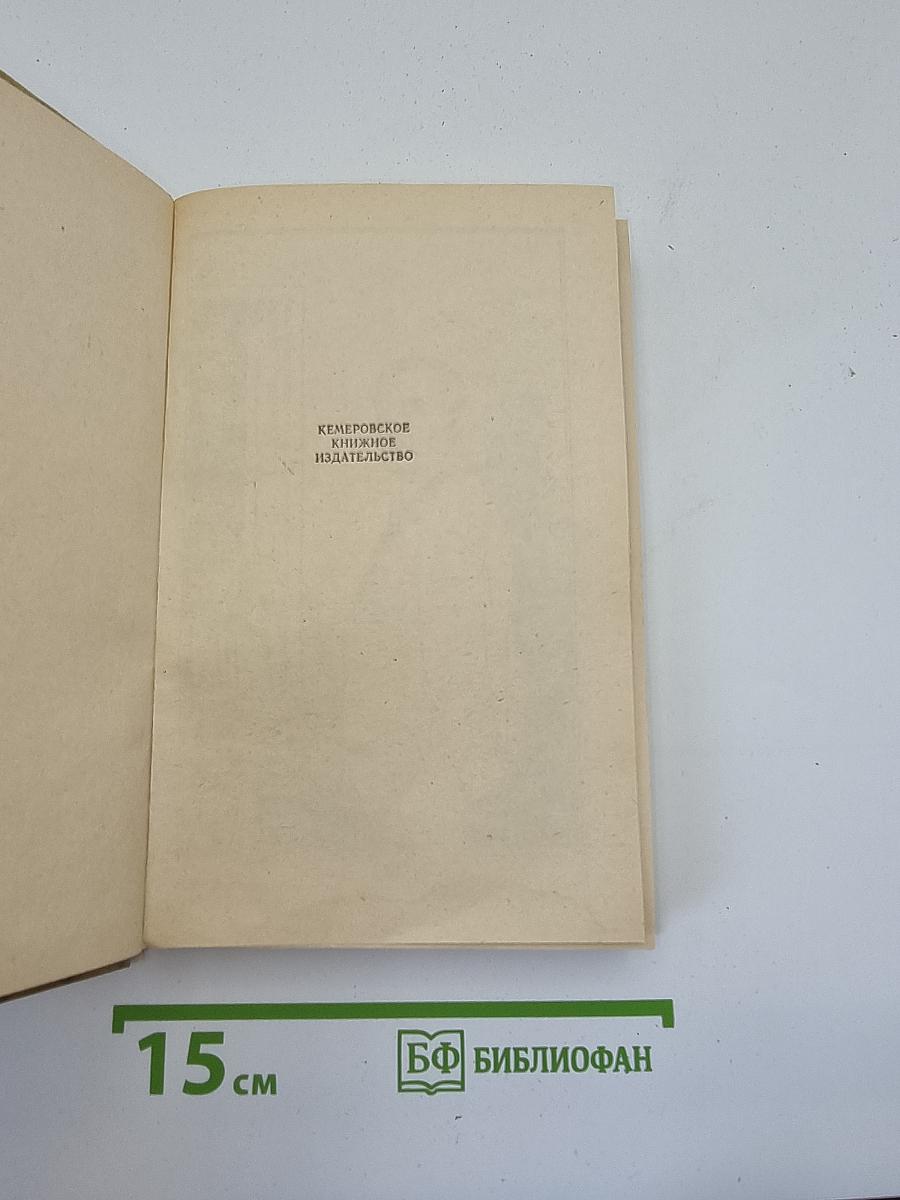 КЕМЕРОВСКОЕ
КНИЖНОЕ
ИЗДАТЕЛЬСТВО
15 см
БФ БИБЛИОФАН